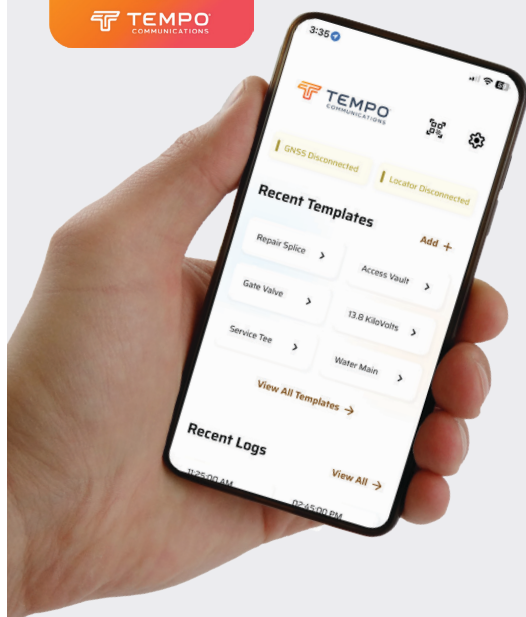 TEMPO
COMMUNICATIONS
3:35
TEMPO
COMMUNICATIONS
GNSS Disconnected
Locator Disconnected
Recent Templates
Add +
Repair Splice >
Access Vault >
Gate Valve >
13.8 KiloVolts >
Service Tee >
Water Main >
View All Templates →
Recent Logs
View All →
11:25:00 AM
02:45:00 PM